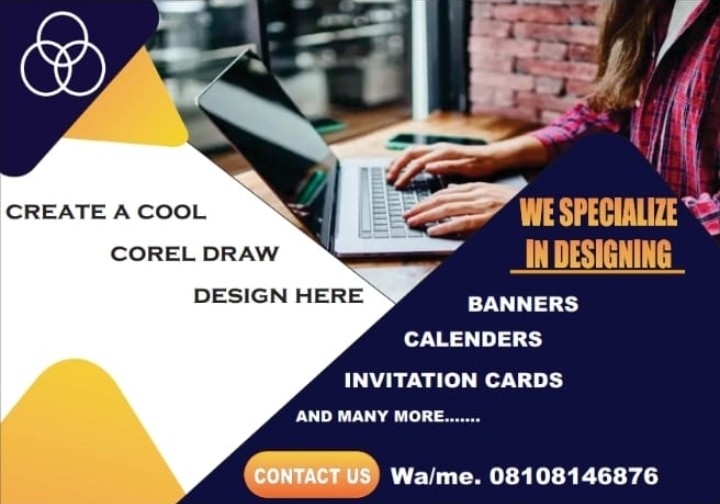 CREATE A COOL
COREL DRAW
DESIGN HERE
WE SPECIALIZE
IN DESIGNING
BANNERS
CALENDERS
INVITATION CARDS
AND MANY MORE.......
CONTACT US Wa/me. 08108146876